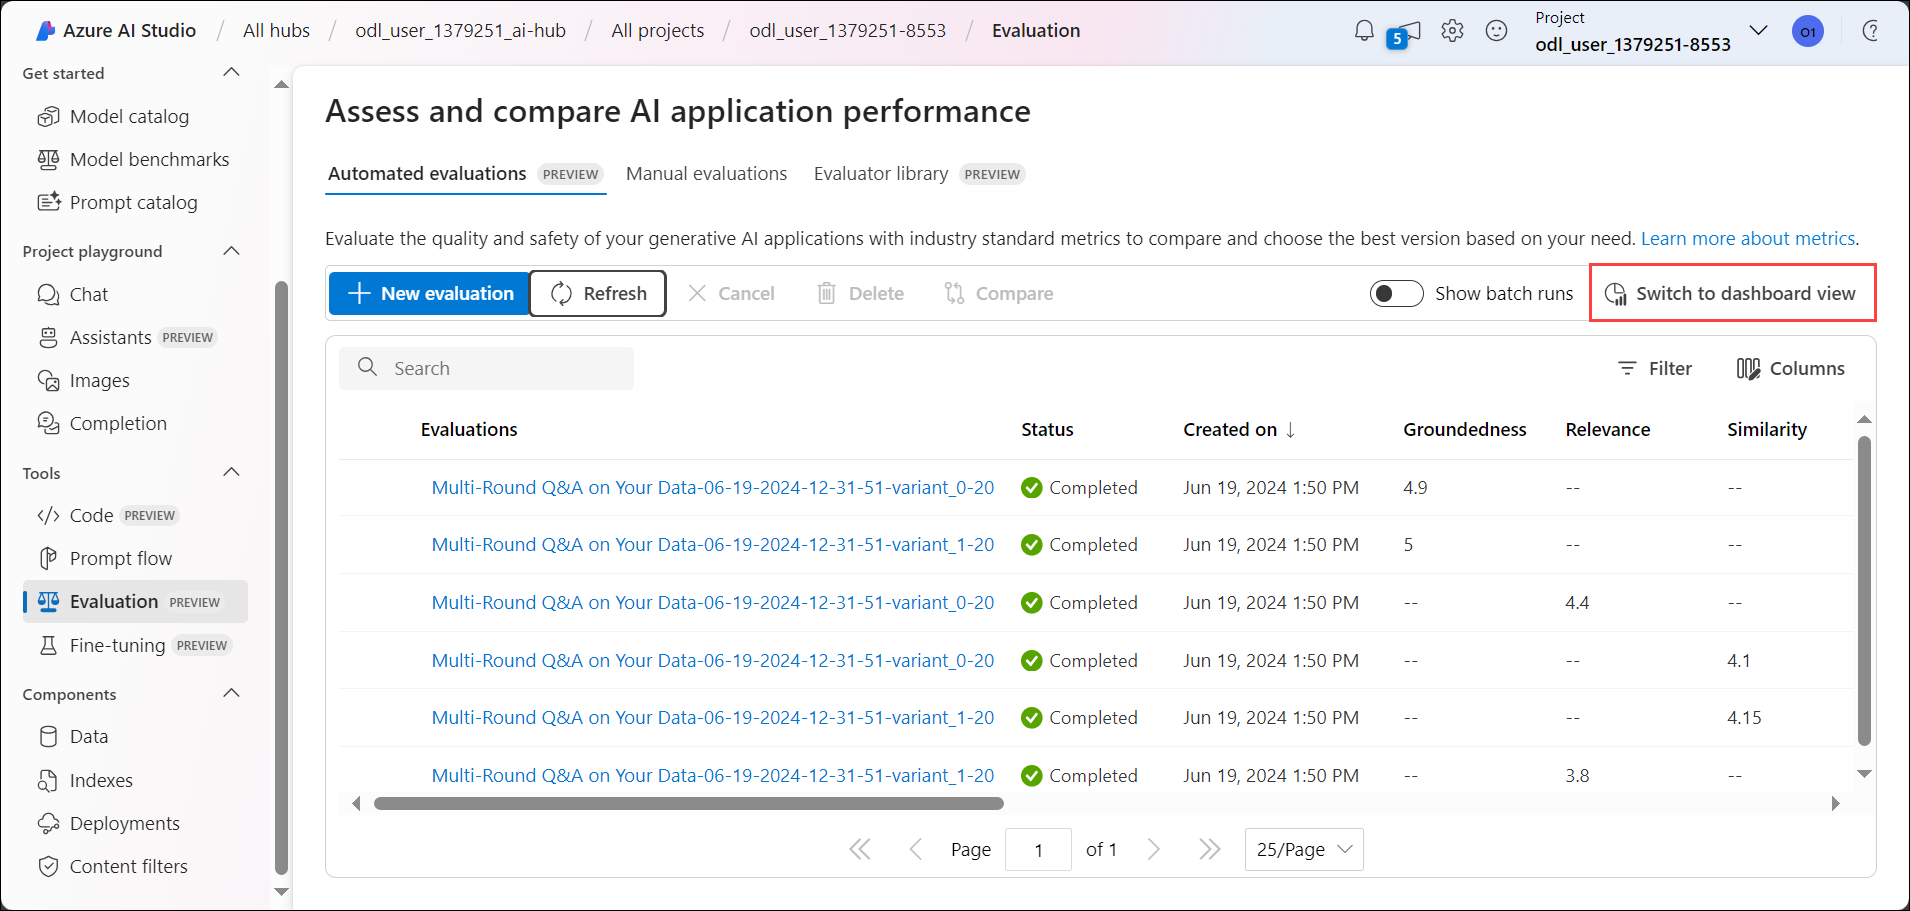 Azure AI Studio / All hubs / odl_user_1379251_ai-hub / All projects / odl_user_1379251-8553 / Evaluation
5
Project
odl_user_1379251-8553
O1
Get started
Model catalog
Model benchmarks
Prompt catalog
Project playground
Chat
Assistants PREVIEW
Images
Completion
Tools
Code PREVIEW
Prompt flow
Evaluation PREVIEW
Fine-tuning PREVIEW
Components
Data
Indexes
Deployments
Content filters
Assess and compare AI application performance
Automated evaluations PREVIEW Manual evaluations Evaluator library PREVIEW
Evaluate the quality and safety of your generative AI applications with industry standard metrics to compare and choose the best version based on your need. Learn more about metrics.
New evaluation Refresh Cancel Delete Compare Show batch runs Switch to dashboard view
Search Filter Columns
Evaluations Status Created on ↓ Groundedness Relevance Similarity
Multi-Round Q&A on Your Data-06-19-2024-12-31-51-variant_0-20 Completed Jun 19, 2024 1:50 PM 4.9 -- --
Multi-Round Q&A on Your Data-06-19-2024-12-31-51-variant_1-20 Completed Jun 19, 2024 1:50 PM 5 -- --
Multi-Round Q&A on Your Data-06-19-2024-12-31-51-variant_0-20 Completed Jun 19, 2024 1:50 PM -- 4.4 --
Multi-Round Q&A on Your Data-06-19-2024-12-31-51-variant_0-20 Completed Jun 19, 2024 1:50 PM -- -- 4.1
Multi-Round Q&A on Your Data-06-19-2024-12-31-51-variant_1-20 Completed Jun 19, 2024 1:50 PM -- -- 4.15
Multi-Round Q&A on Your Data-06-19-2024-12-31-51-variant_1-20 Completed Jun 19, 2024 1:50 PM -- 3.8 --
Page 1 of 1 25/Page